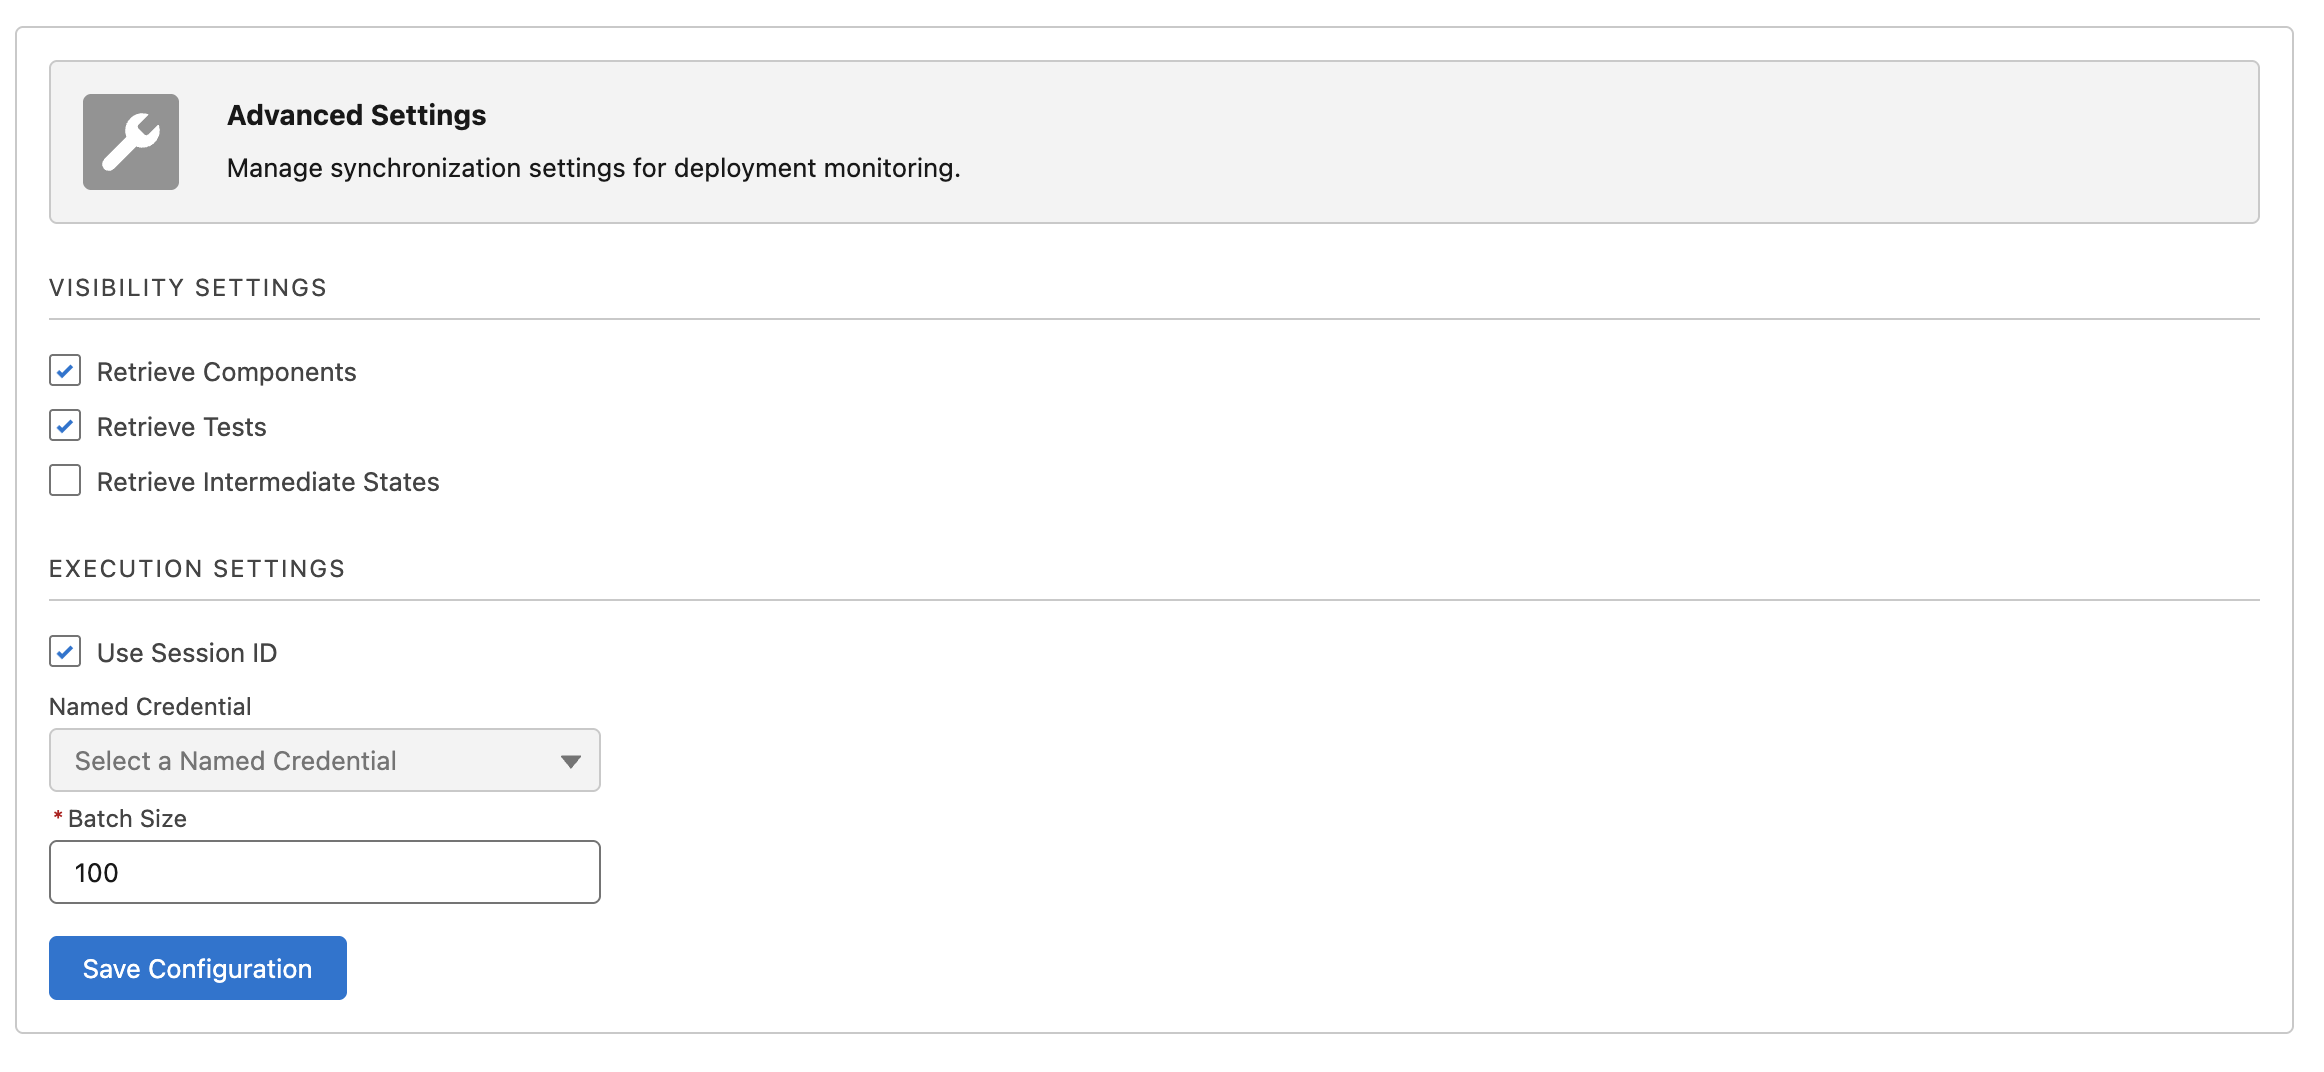 Advanced Settings
Manage synchronization settings for deployment monitoring.
VISIBILITY SETTINGS
Retrieve Components
Retrieve Tests
Retrieve Intermediate States
EXECUTION SETTINGS
Use Session ID
Named Credential
Select a Named Credential
* Batch Size
100
Save Configuration